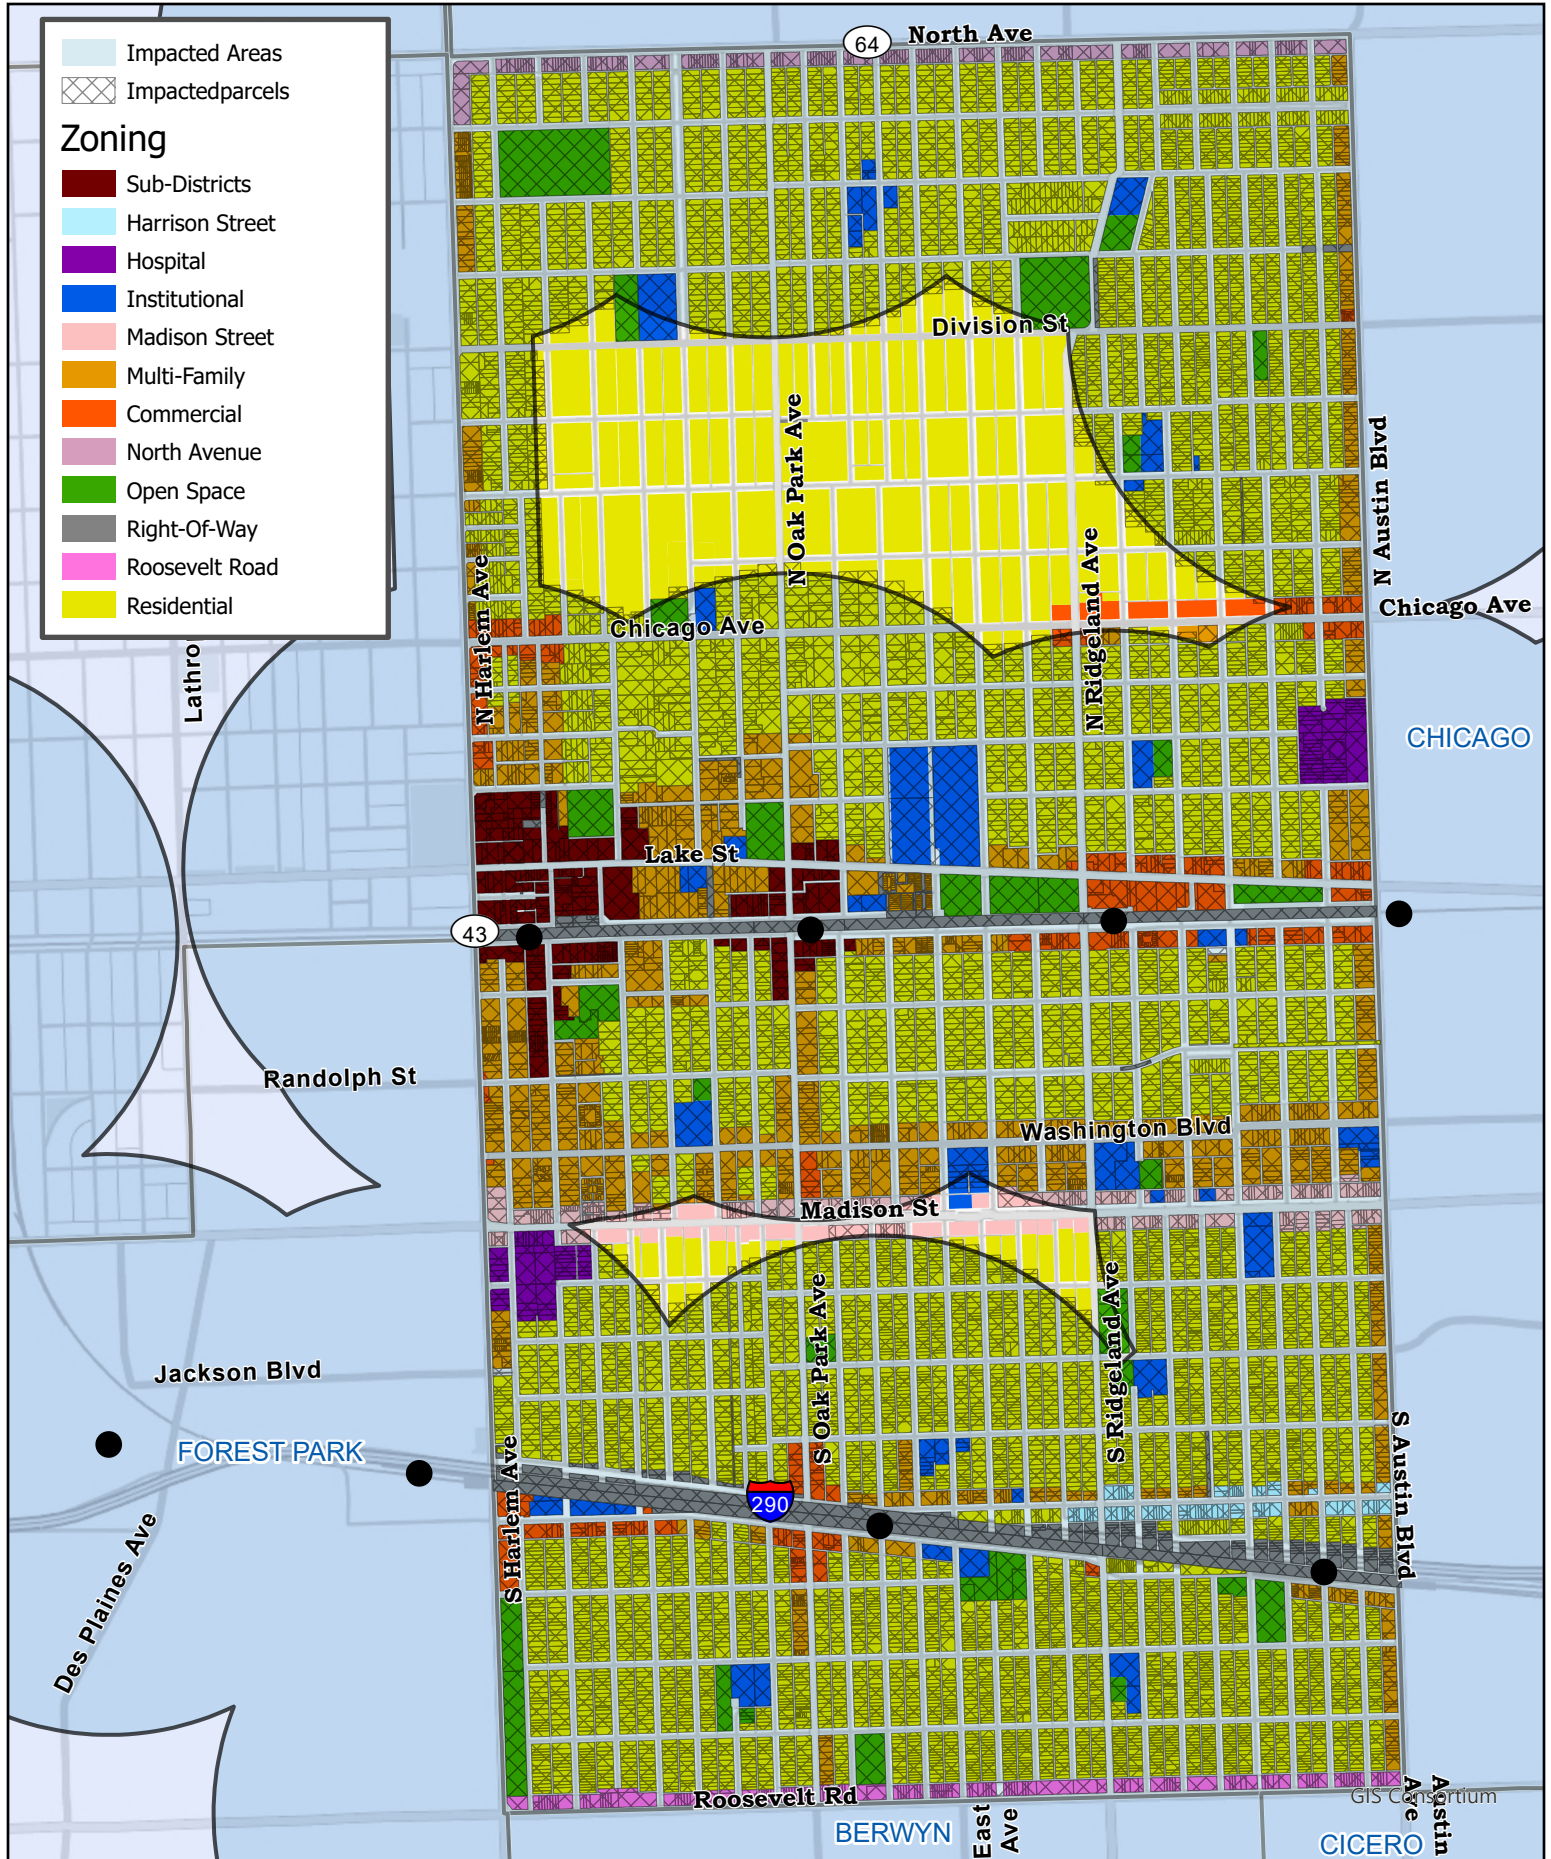 Impacted Areas
Impactedparcels
Zoning
Sub-Districts
Harrison Street
Hospital
Institutional
Madison Street
Multi-Family
Commercial
North Avenue
Open Space
Right-Of-Way
Roosevelt Road
Residential
64
North Ave
Division St
N Oak Park Ave
N Austin Blvd
N Harlem Ave
N Ridgeland Ave
Chicago Ave
Chicago Ave
Lathro
CHICAGO
Lake St
43
Randolph St
Washington Blvd
Madison St
S Oak Park Ave
S Ridgeland Ave
Jackson Blvd
FOREST PARK
S Harlem Ave
S Austin Blvd
290
Des Plaines Ave
Roosevelt Rd
GIS Consortium
BERWYN
East
Ave
CICERO
Austin
Ave